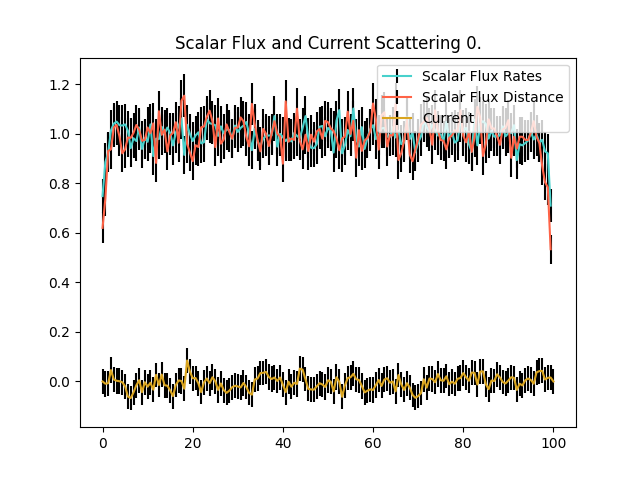 Scalar Flux and Current Scattering 0.
Scalar Flux Rates
Scalar Flux Distance
Current
1.2
1.0
0.8
0.6
0.4
0.2
0.0
0 20 40 60 80 100